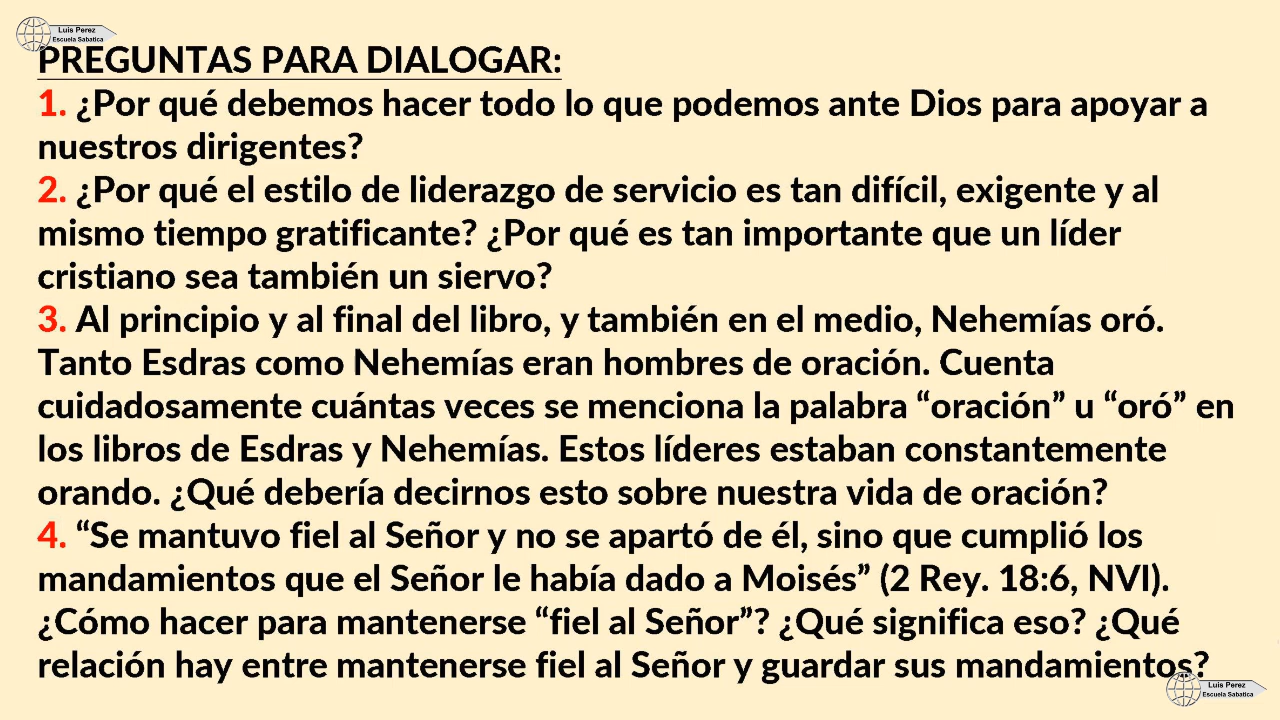 Luis Perez
Escuela Sabatica
PREGUNTAS PARA DIALOGAR:
1. ¿Por qué debemos hacer todo lo que podemos ante Dios para apoyar a
nuestros dirigentes?
2. ¿Por qué el estilo de liderazgo de servicio es tan difícil, exigente y al
mismo tiempo gratificante? ¿Por qué es tan importante que un líder
cristiano sea también un siervo?
3. Al principio y al final del libro, y también en el medio, Nehemías oró.
Tanto Esdras como Nehemías eran hombres de oración. Cuenta
cuidadosamente cuántas veces se menciona la palabra “oración” u “oró” en
los libros de Esdras y Nehemías. Estos líderes estaban constantemente
orando. ¿Qué debería decirnos esto sobre nuestra vida de oración?
4. “Se mantuvo fiel al Señor y no se apartó de él, sino que cumplió los
mandamientos que el Señor le había dado a Moisés” (2 Rey. 18:6, NVI).
¿Cómo hacer para mantenerse “fiel al Señor”? ¿Qué significa eso? ¿Qué
relación hay entre mantenerse fiel al Señor y guardar sus mandamientos?
Luis Perez
Escuela Sabatica